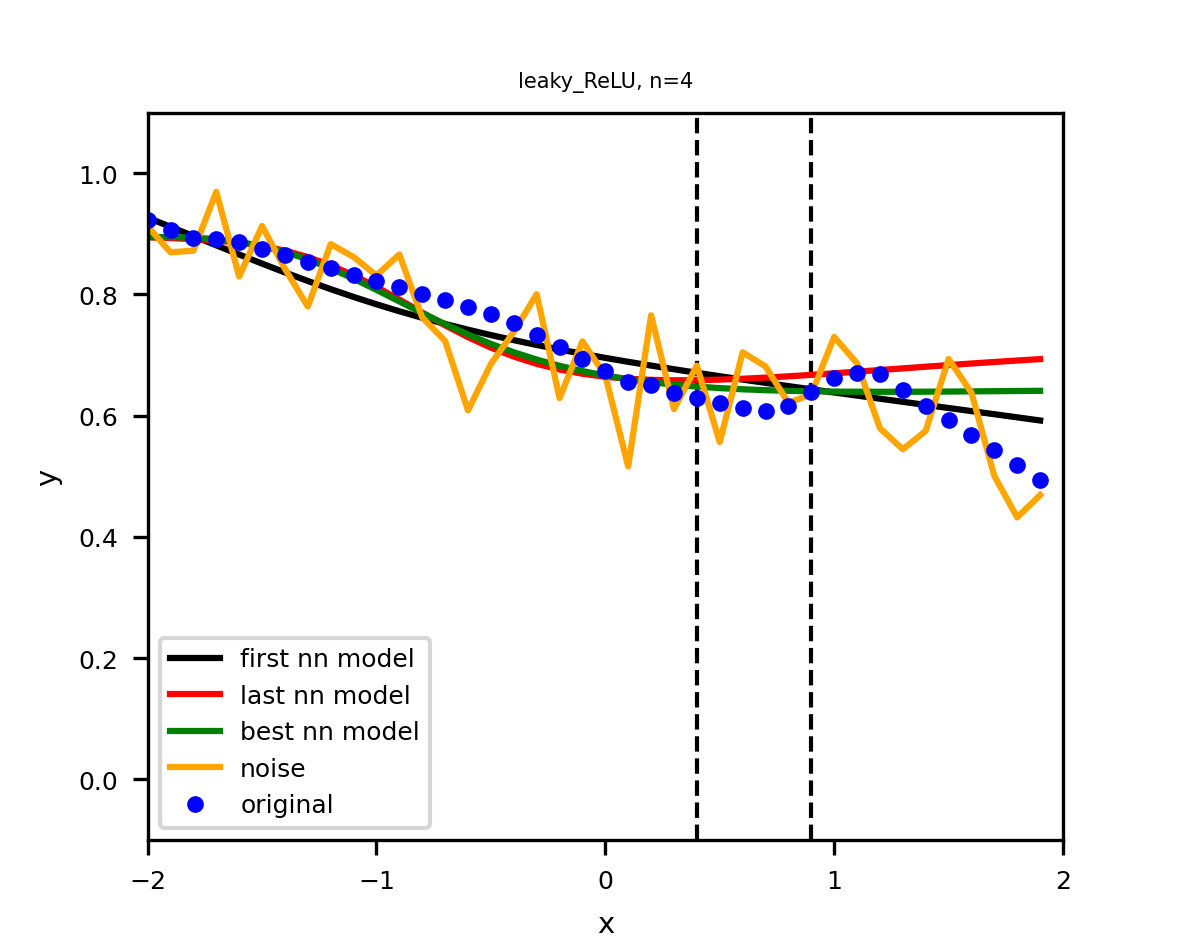 leaky_ReLU, n=4
1.0
0.8
0.6
0.4
0.2
0.0
y
first nn model
last nn model
best nn model
noise
original
−2
−1
0
1
2
x